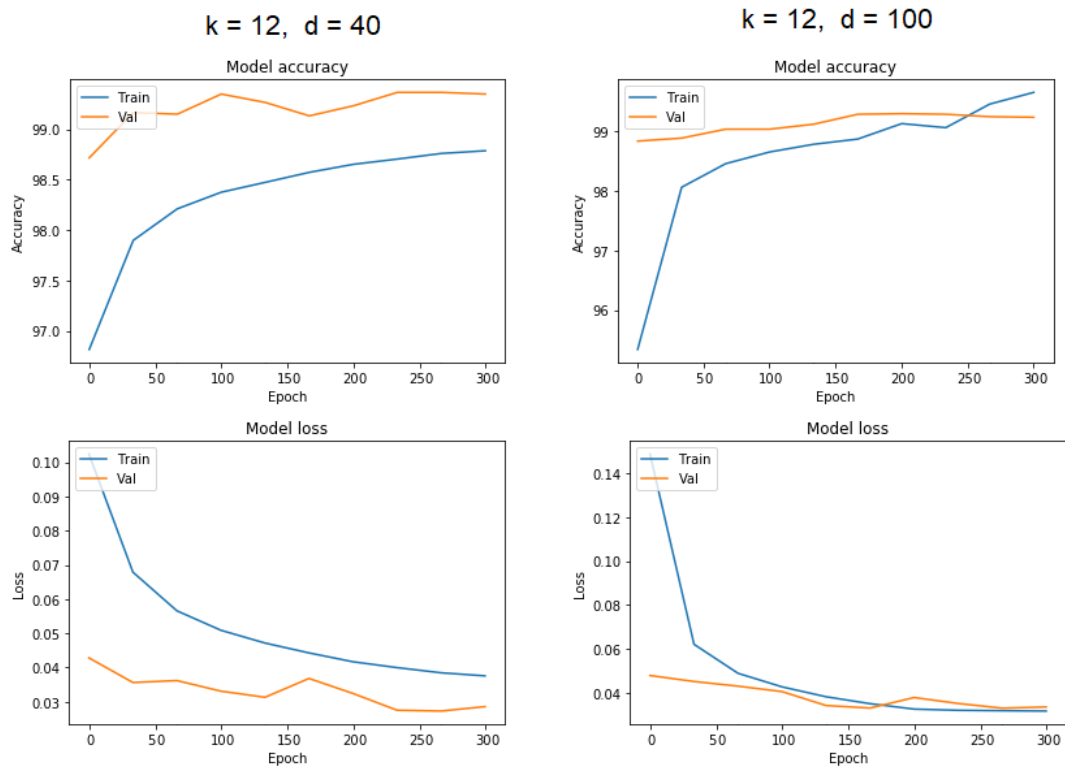 k = 12, d = 40
Model accuracy
Train
Val
Accuracy
99.0
98.5
98.0
97.5
97.0
0 50 100 150 200 250 300
Epoch
k = 12, d = 100
Model accuracy
Train
Val
Accuracy
99
98
97
96
0 50 100 150 200 250 300
Epoch
Model loss
Train
Val
Loss
0.10
0.09
0.08
0.07
0.06
0.05
0.04
0.03
0 50 100 150 200 250 300
Epoch
Model loss
Train
Val
Loss
0.14
0.12
0.10
0.08
0.06
0.04
0 50 100 150 200 250 300
Epoch